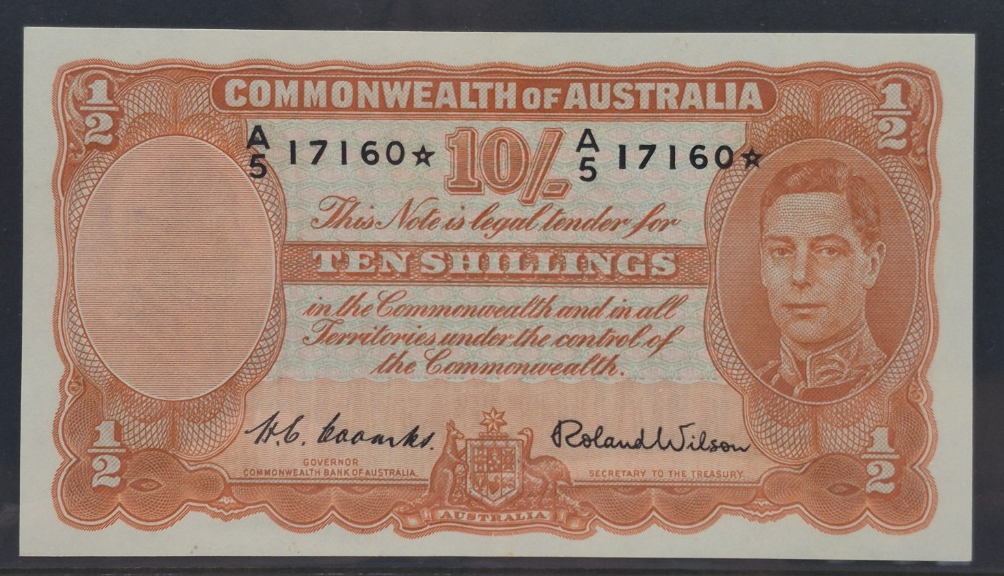 1/2 COMMONWEALTH OF AUSTRALIA 1/2
A/5 17160☆ 10/- A/5 17160☆
This Note is legal tender for
TEN SHILLINGS
in the Commonwealth and in all
Territories under the control of
the Commonwealth.
1/2 H.C. Coombs. Roland Wilson 1/2
GOVERNOR
COMMONWEALTH BANK OF AUSTRALIA. SECRETARY TO THE TREASURY.
AUSTRALIA